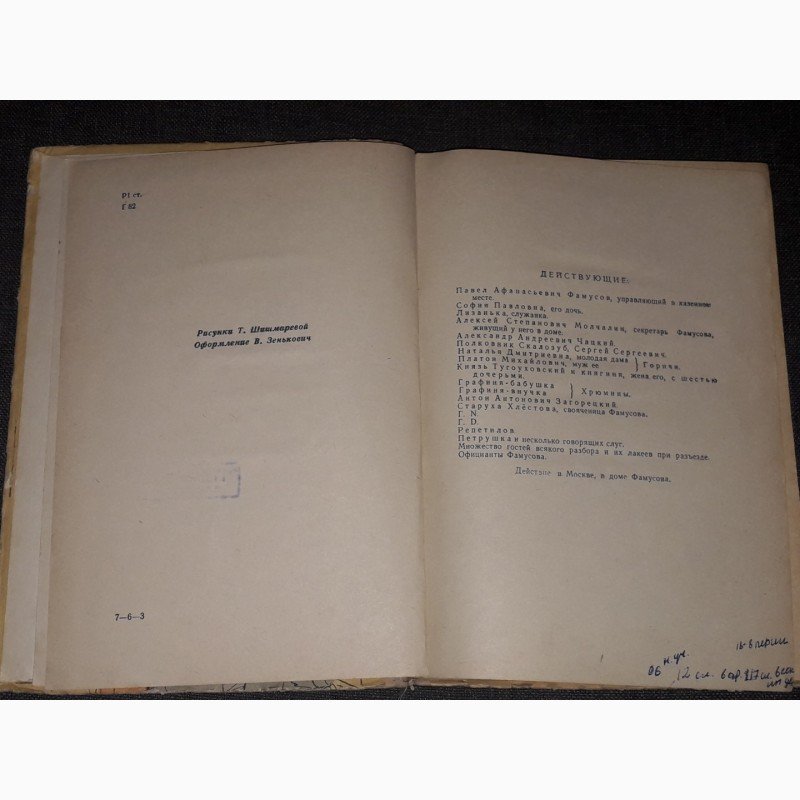 Р1 ст.
Г 82
Рисунки Т. Шишмаревой
Оформление В. Зенькович
7—6—3
ДЕЙСТВУЮЩИЕ:
Павел Афанасьевич Фамусов, управляющий в казенном
месте.
София Павловна, его дочь.
Лизанька, служанка.
Алексей Степанович Молчалин, секретарь Фамусова,
живущий у него в доме.
Александр Андреевич Чацкий.
Полковник Скалозуб, Сергей Сергеевич.
Наталья Дмитриевна, молодая дама
Платон Михайлович, муж ее } Горичи.
Князь Тугоуховский и княгиня, жена его, с шестью
дочерьми.
Графиня-бабушка
Графиня-внучка } Хрюмины.
Антон Антонович Загорецкий.
Старуха Хлёстова, свояченица Фамусова.
Г. N.
Г. D.
Репетилов
Петрушка и несколько говорящих слуг.
Множество гостей всякого разбора и их лакеев при разъезде.
Официанты Фамусова.
Действие в Москве, в доме Фамусова.
06
12 сл.